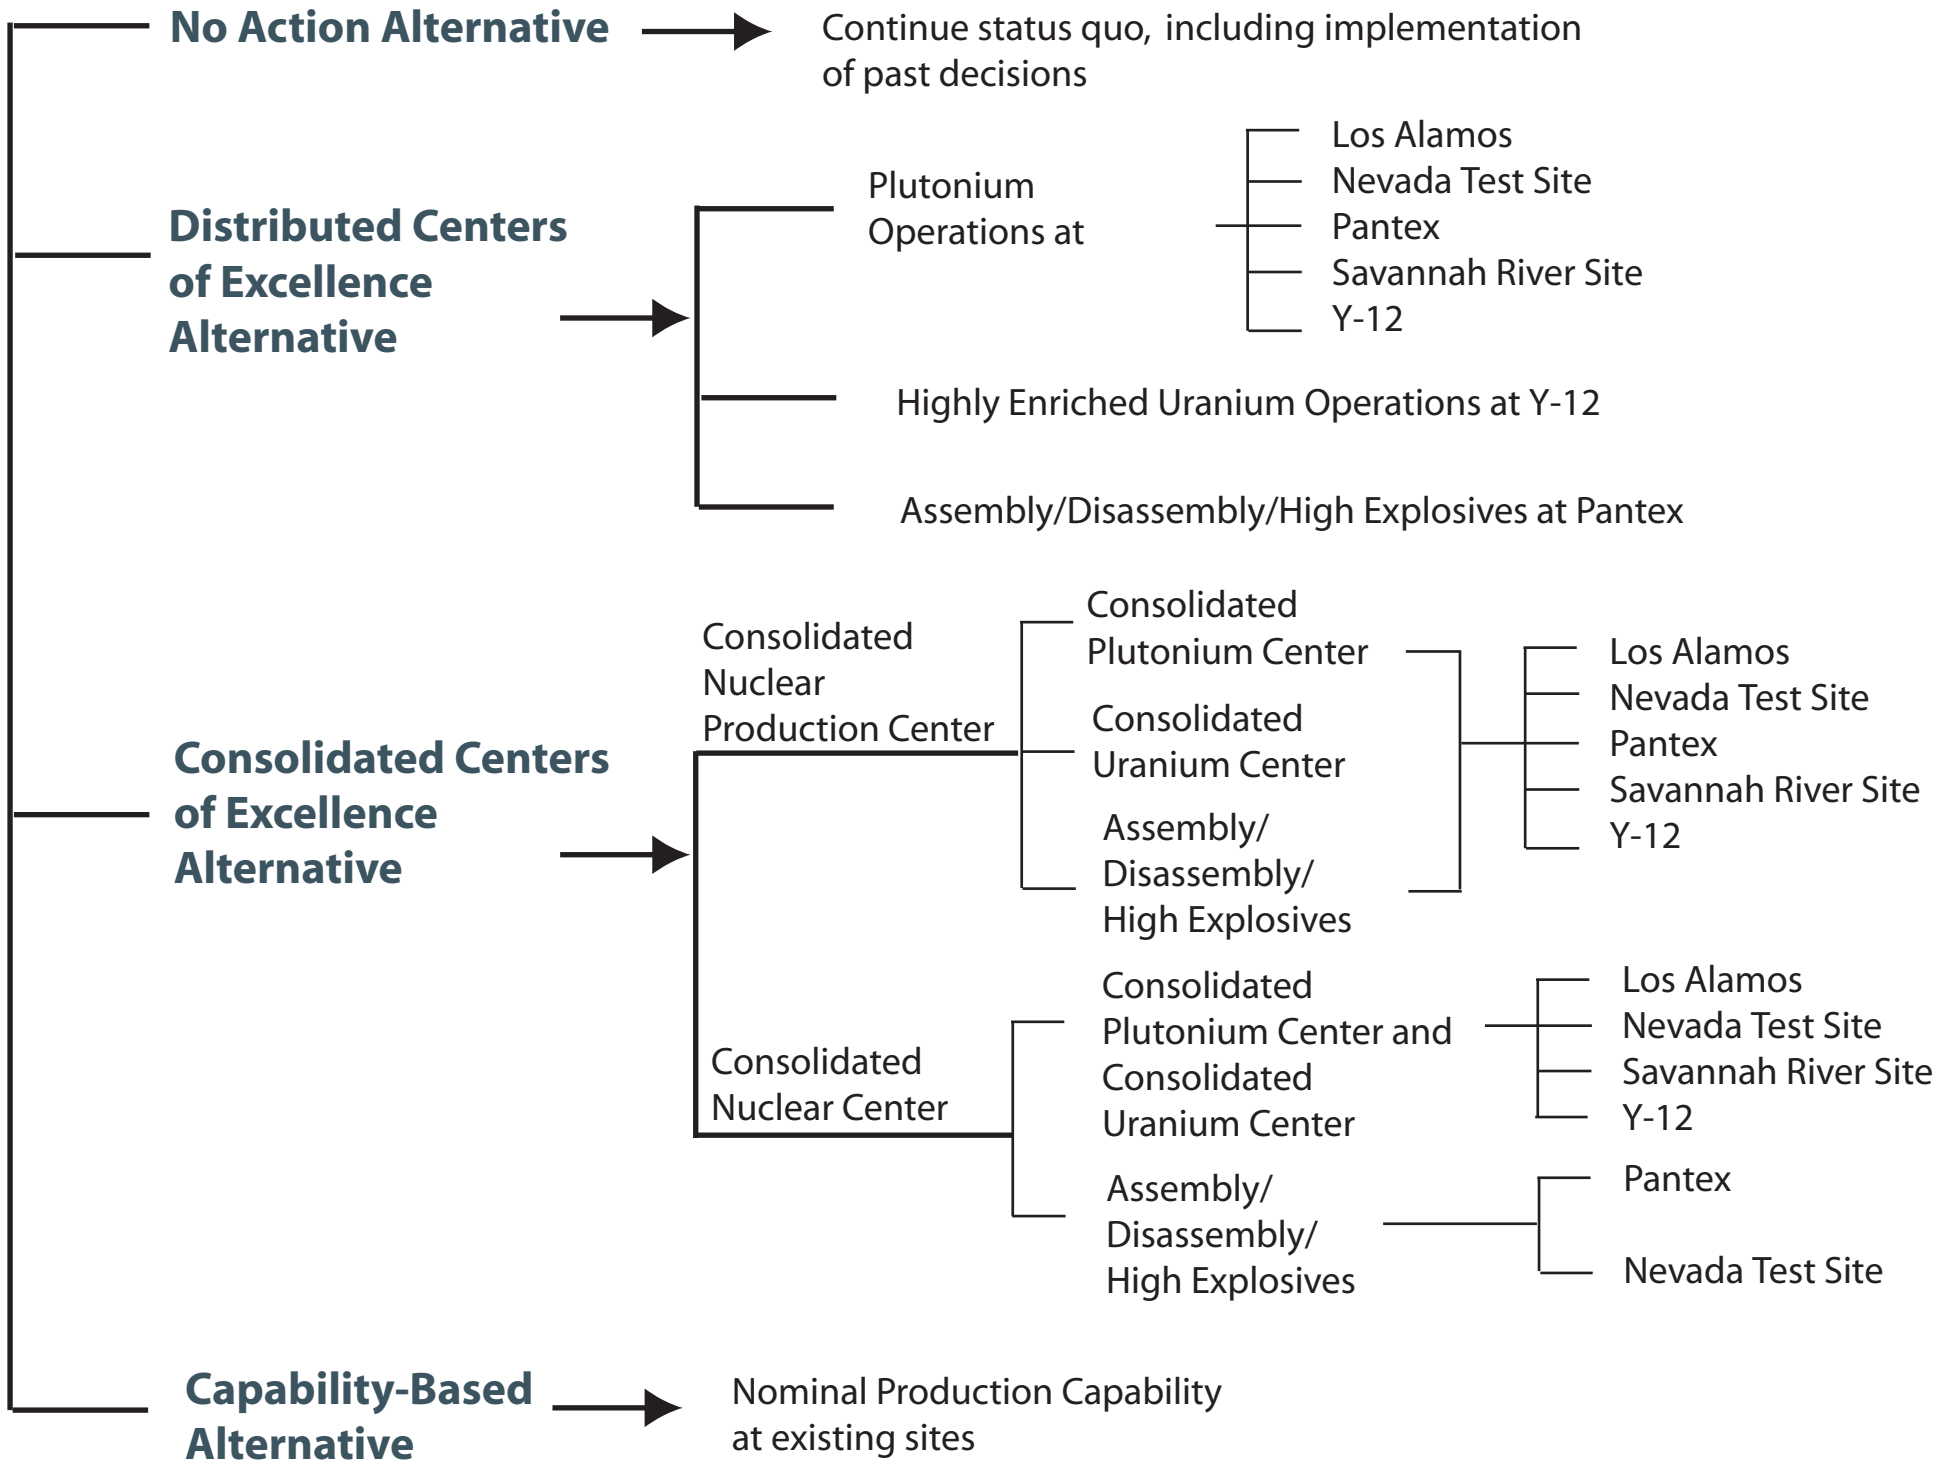 No Action Alternative
Continue status quo, including implementation
of past decisions
Distributed Centers
of Excellence
Alternative
Plutonium
Operations at
Los Alamos
Nevada Test Site
Pantex
Savannah River Site
Y-12
Highly Enriched Uranium Operations at Y-12
Assembly/Disassembly/High Explosives at Pantex
Consolidated Centers
of Excellence
Alternative
Consolidated
Nuclear
Production Center
Consolidated
Plutonium Center
Consolidated
Uranium Center
Assembly/
Disassembly/
High Explosives
Los Alamos
Nevada Test Site
Pantex
Savannah River Site
Y-12
Consolidated
Nuclear Center
Consolidated
Plutonium Center and
Consolidated
Uranium Center
Los Alamos
Nevada Test Site
Savannah River Site
Y-12
Assembly/
Disassembly/
High Explosives
Pantex
Nevada Test Site
Capability-Based
Alternative
Nominal Production Capability
at existing sites